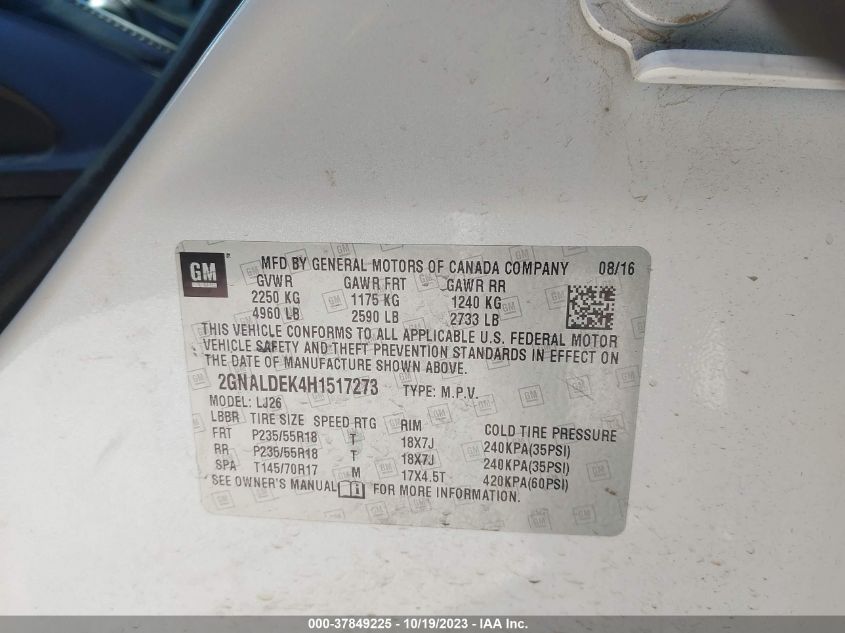 GM
MFD BY GENERAL MOTORS OF CANADA COMPANY 08/16
GVWR GAWR FRT GAWR RR
2250 KG 1175 KG 1240 KG
4960 LB 2590 LB 2733 LB
THIS VEHICLE CONFORMS TO ALL APPLICABLE U.S. FEDERAL MOTOR
VEHICLE SAFETY AND THEFT PREVENTION STANDARDS IN EFFECT ON
THE DATE OF MANUFACTURE SHOWN ABOVE.
2GNALDEK4H1517273 TYPE: M.P.V.
MODEL: LJ26
LBBR TIRE SIZE SPEED RTG RIM COLD TIRE PRESSURE
FRT P235/55R18 T 18X7J 240KPA(35PSI)
RR P235/55R18 T 18X7J 240KPA(35PSI)
SPA T145/70R17 M 17X4.5T 420KPA(60PSI)
SEE OWNER'S MANUAL FOR MORE INFORMATION.
000-37849225 - 10/19/2023 - IAA Inc.